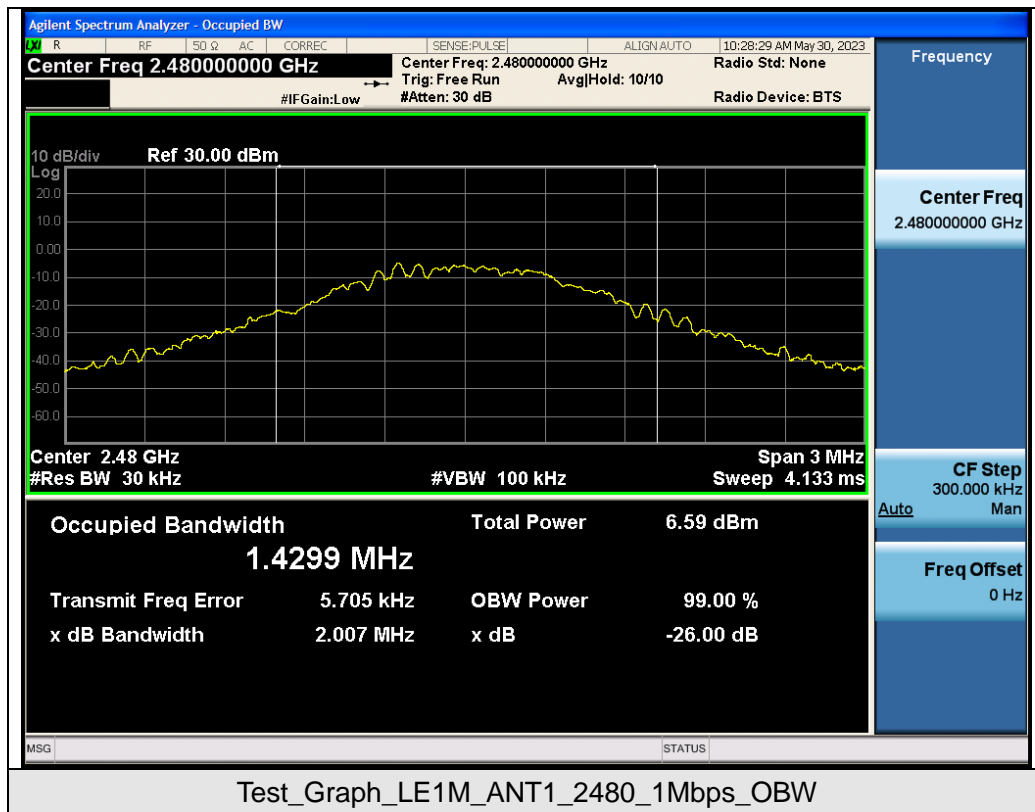 Agilent Spectrum Analyzer - Occupied BW
LXI R RF 50 Ω AC CORREC SENSE:PULSE ALIGN AUTO 10:28:29 AM May 30, 2023
Center Freq 2.480000000 GHz
Center Freq: 2.480000000 GHz Radio Std: None
Trig: Free Run Avg|Hold: 10/10
#IFGain:Low #Atten: 30 dB Radio Device: BTS
10 dB/div Ref 30.00 dBm
Log
20.0
10.0
0.00
-10.0
-20.0
-30.0
-40.0
-50.0
-60.0
Center 2.48 GHz Span 3 MHz
#Res BW 30 kHz #VBW 100 kHz Sweep 4.133 ms
Occupied Bandwidth Total Power 6.59 dBm
1.4299 MHz
Transmit Freq Error 5.705 kHz OBW Power 99.00 %
x dB Bandwidth 2.007 MHz x dB -26.00 dB
MSG STATUS
Frequency
Center Freq
2.480000000 GHz
CF Step
300.000 kHz
Auto Man
Freq Offset
0 Hz
Test_Graph_LE1M_ANT1_2480_1Mbps_OBW